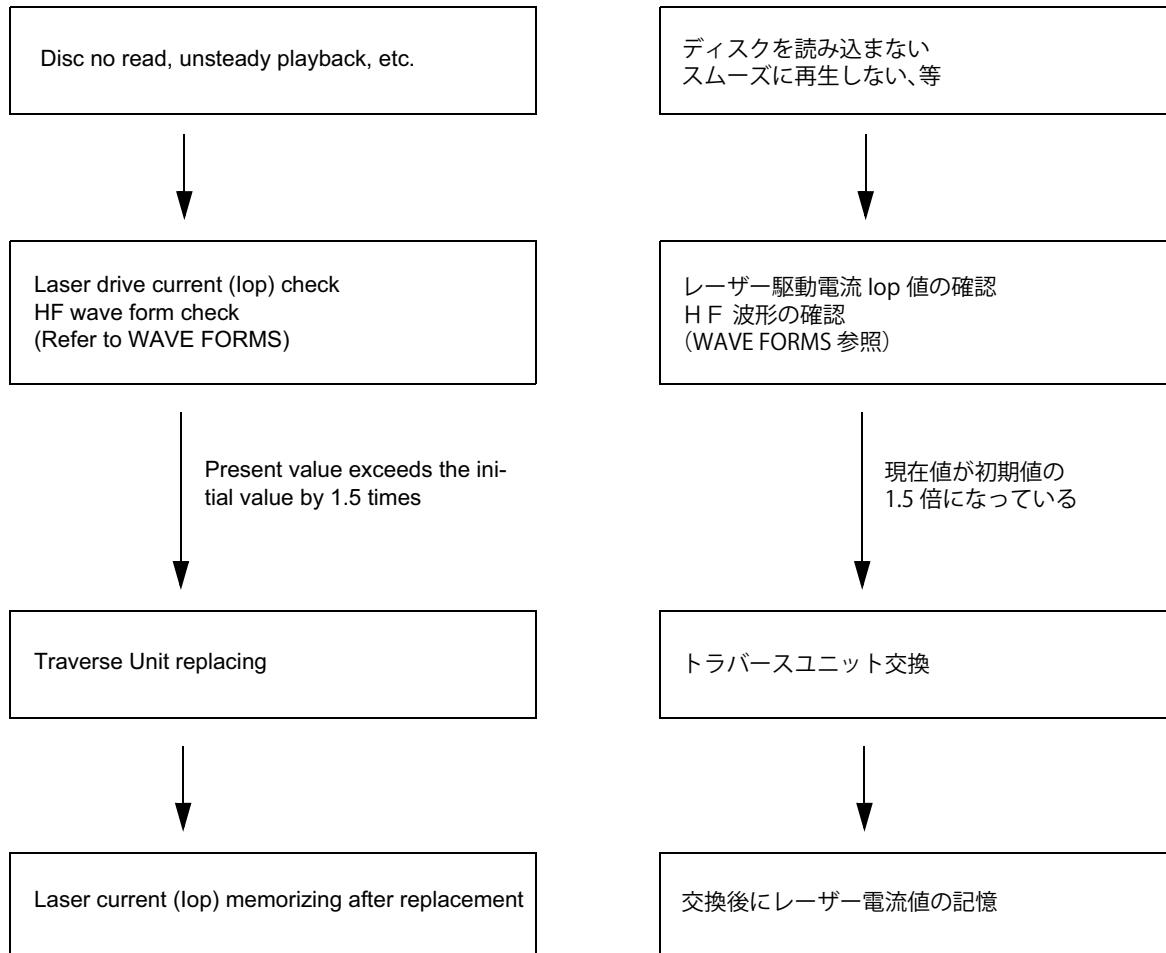 Disc no read, unsteady playback, etc.
Laser drive current (Iop) check
HF wave form check
(Refer to WAVE FORMS)
Present value exceeds the ini-
tial value by 1.5 times
Traverse Unit replacing
Laser current (Iop) memorizing after replacement
ディスクを読み込まない
スムーズに再生しない、等
レーザー駆動電流 Iop 値の確認
ＨＦ 波形の確認
（WAVE FORMS 参照）
現在値が初期値の
1.5 倍になっている
トラバースユニット交換
交換後にレーザー電流値の記憶